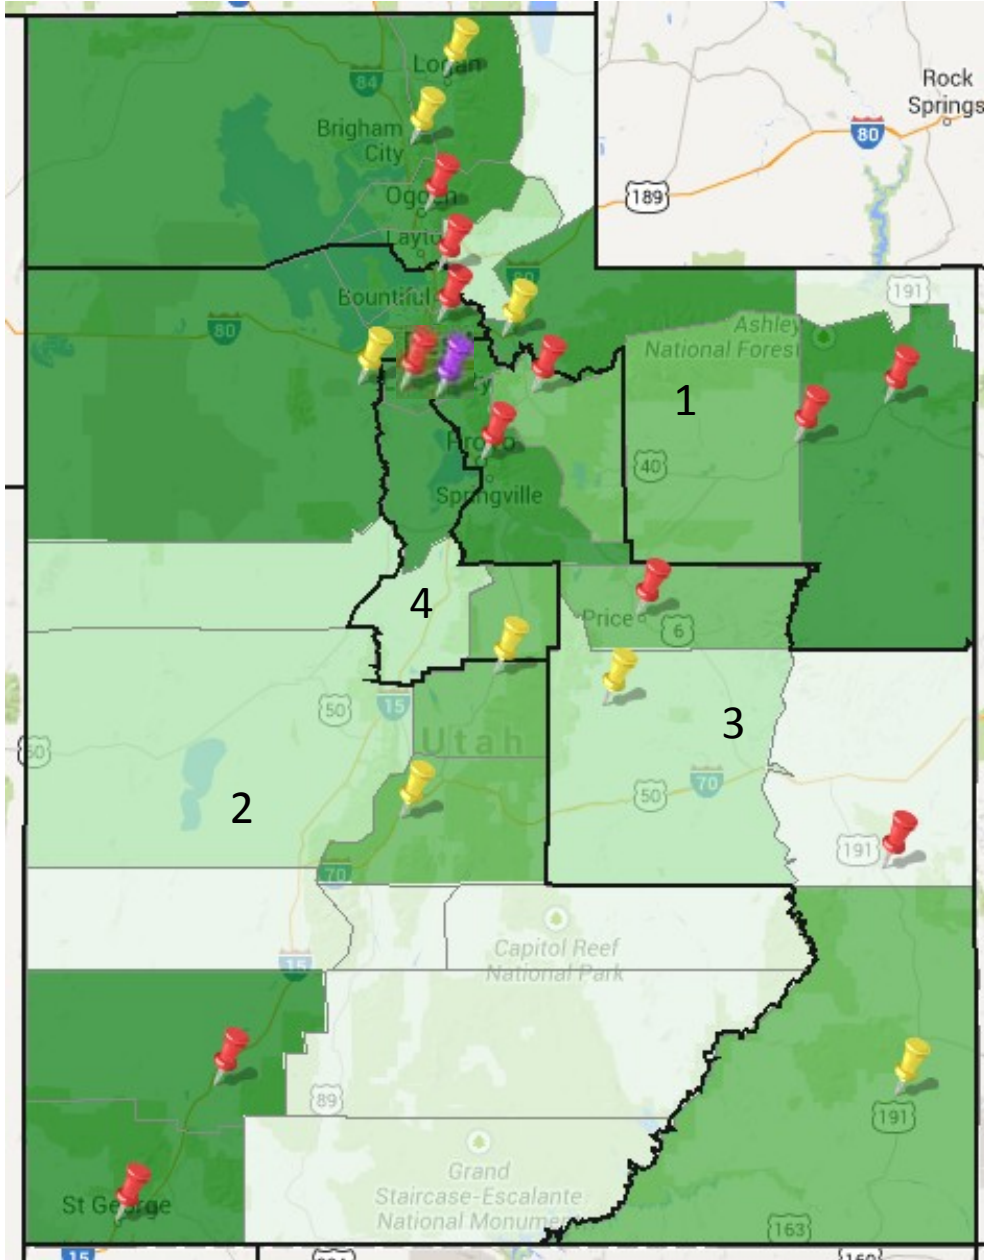 Logan
84
Brigham
City
Ogden
Layto
Bountiful
80
80
Rock
Springs
80
189
191
Ashley
National Forest
1
40
Provo
Springville
4
Price
6
50
15
50
Utah
3
2
50
70
191
70
Capitol Reef
National Park
15
89
191
Grand
Staircase-Escalante
National Monument
St George
163
15